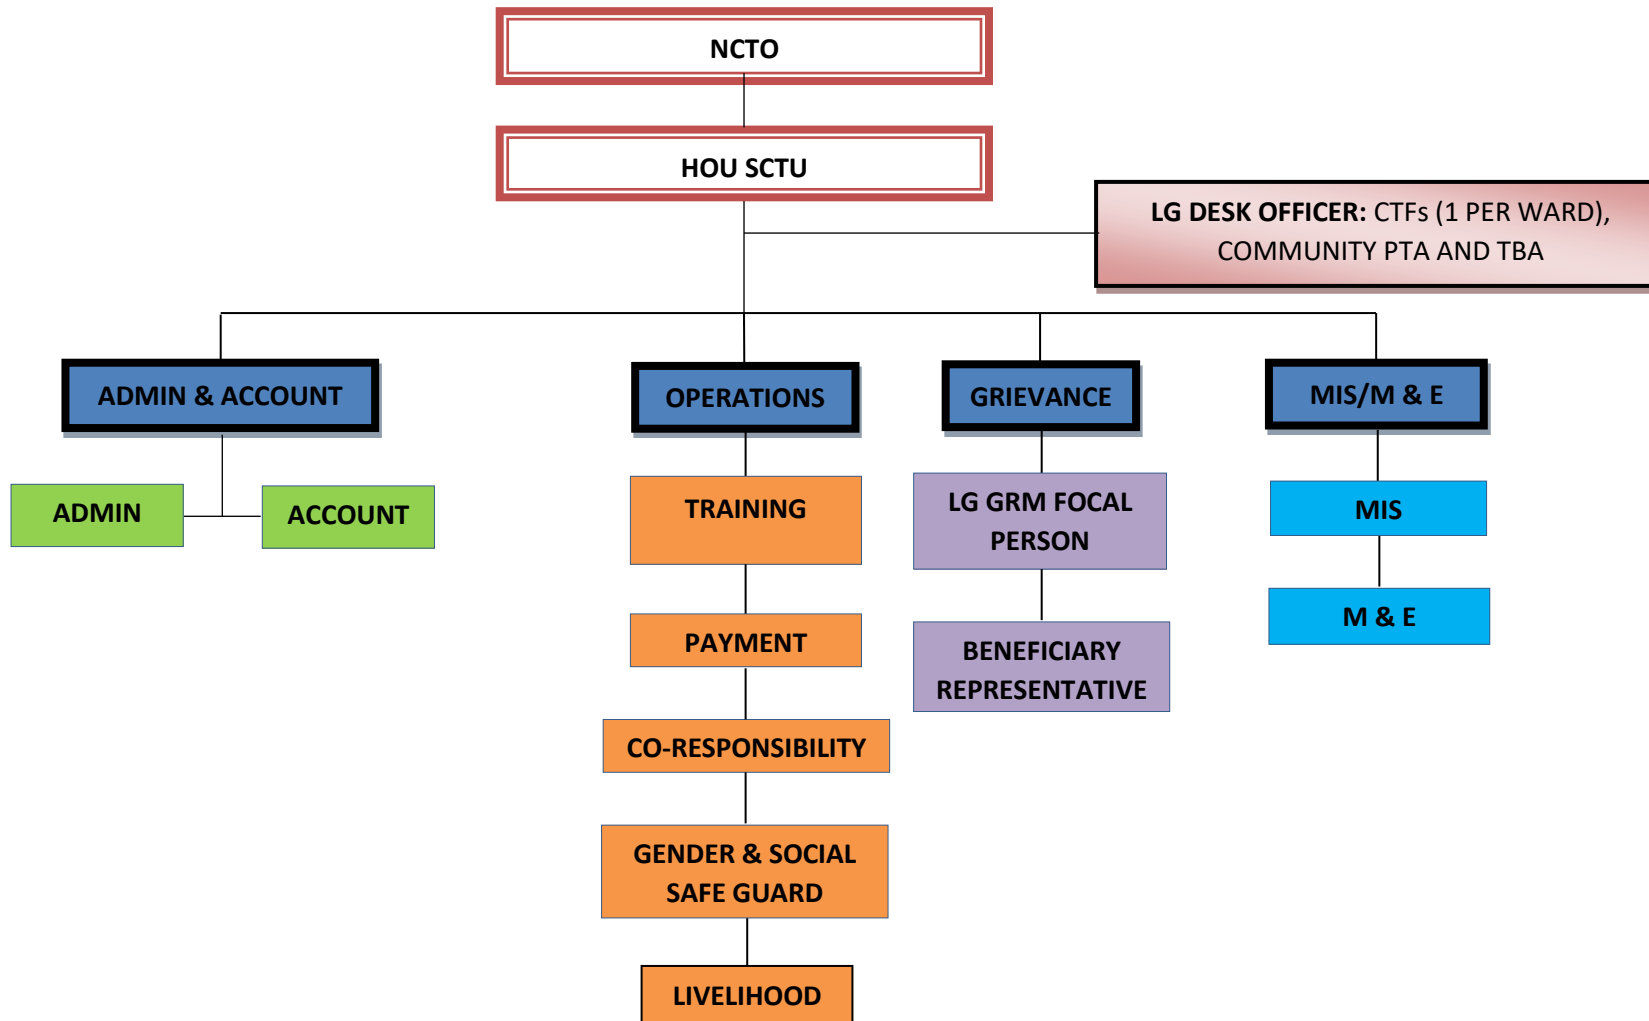 NCTO
HOU SCTU
LG DESK OFFICER: CTFs (1 PER WARD),
COMMUNITY PTA AND TBA
ADMIN & ACCOUNT
OPERATIONS
GRIEVANCE
MIS/M & E
ADMIN
ACCOUNT
TRAINING
PAYMENT
CO-RESPONSIBILITY
GENDER & SOCIAL
SAFE GUARD
LIVELIHOOD
LG GRM FOCAL
PERSON
BENEFICIARY
REPRESENTATIVE
MIS
M & E